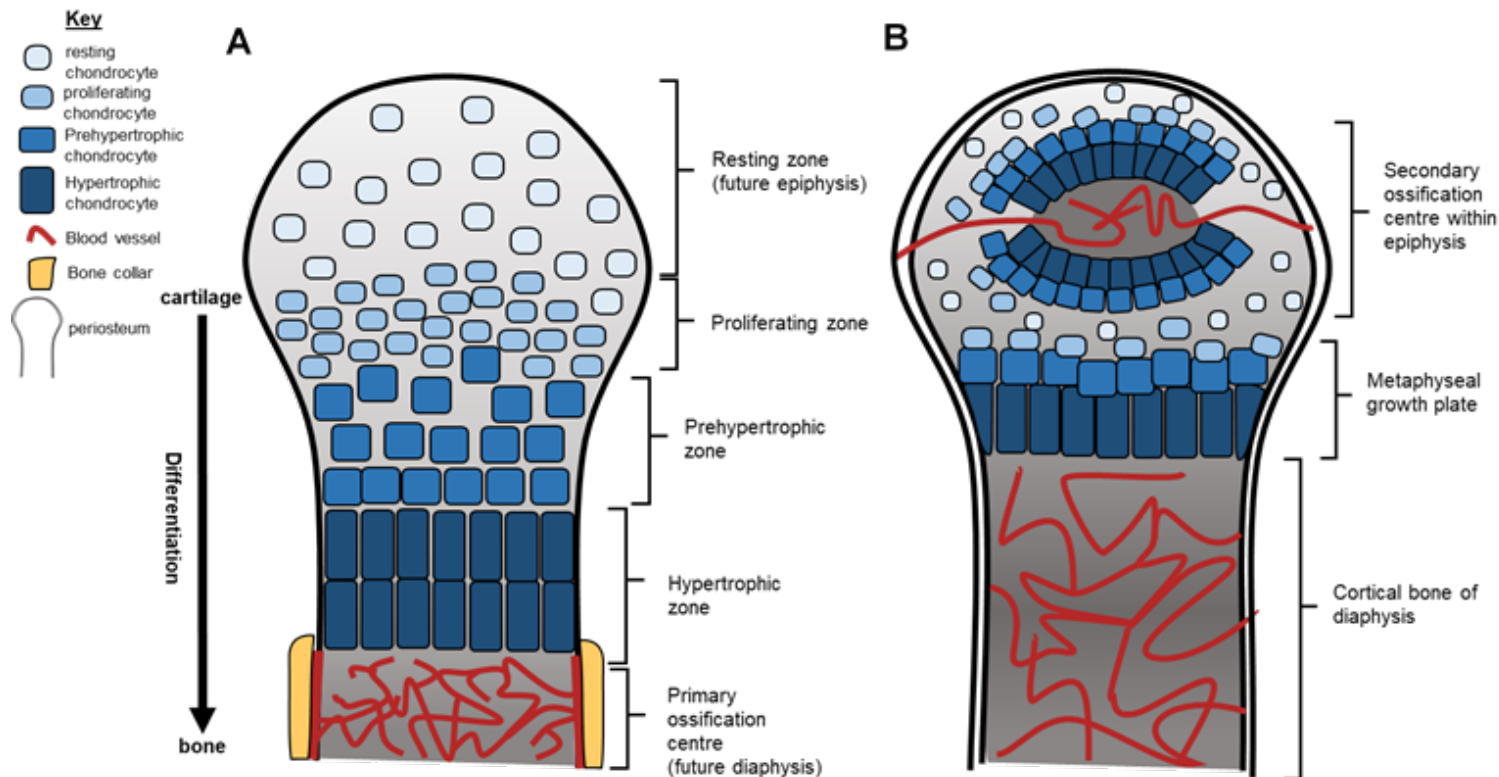 Key
resting
chondrocyte
proliferating
chondrocyte
Prehypertrophic
chondrocyte
Hypertrophic
chondrocyte
Blood vessel
Bone collar
periosteum
cartilage
Differentiation
bone
A
Resting zone
(future epiphysis)
Proliferating zone
Prehypertrophic
zone
Hypertrophic
zone
Primary
ossification
centre
(future diaphysis)
B
Secondary
ossification
centre within
epiphysis
Metaphyseal
growth plate
Cortical bone of
diaphysis